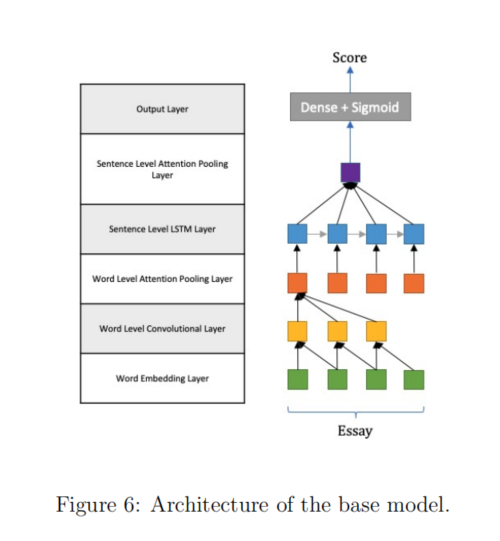 Score
Output Layer
Dense + Sigmoid
Sentence Level Attention Pooling
Layer
Sentence Level LSTM Layer
Word Level Attention Pooling Layer
Word Level Convolutional Layer
Word Embedding Layer
Essay
Figure 6: Architecture of the base model.